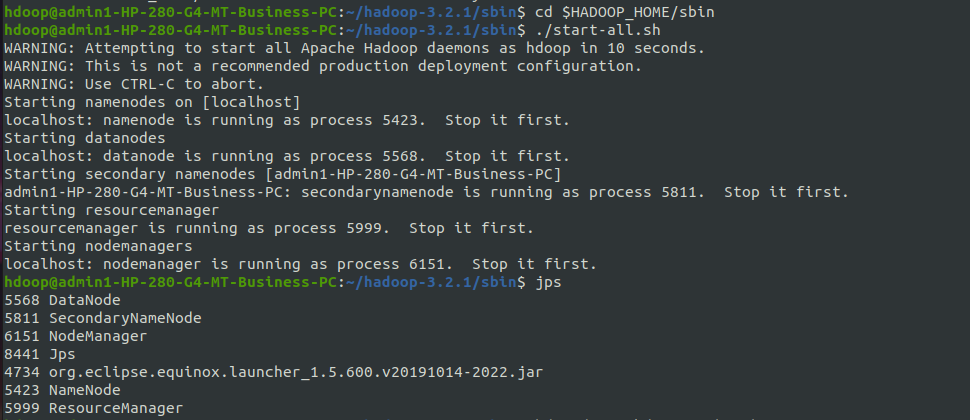 hdoop@admin1-HP-280-G4-MT-Business-PC:~/hadoop-3.2.1/sbin$ cd $HADOOP_HOME/sbin
hdoop@admin1-HP-280-G4-MT-Business-PC:~/hadoop-3.2.1/sbin$ ./start-all.sh
WARNING: Attempting to start all Apache Hadoop daemons as hdoop in 10 seconds.
WARNING: This is not a recommended production deployment configuration.
WARNING: Use CTRL-C to abort.
Starting namenodes on [localhost]
localhost: namenode is running as process 5423.  Stop it first.
Starting datanodes
localhost: datanode is running as process 5568.  Stop it first.
Starting secondary namenodes [admin1-HP-280-G4-MT-Business-PC]
admin1-HP-280-G4-MT-Business-PC: secondarynamenode is running as process 5811.  Stop it first.
Starting resourcemanager
resourcemanager is running as process 5999.  Stop it first.
Starting nodemanagers
localhost: nodemanager is running as process 6151.  Stop it first.
hdoop@admin1-HP-280-G4-MT-Business-PC:~/hadoop-3.2.1/sbin$ jps
5568 DataNode
5811 SecondaryNameNode
6151 NodeManager
8441 Jps
4734 org.eclipse.equinox.launcher_1.5.600.v20191014-2022.jar
5423 NameNode
5999 ResourceManager